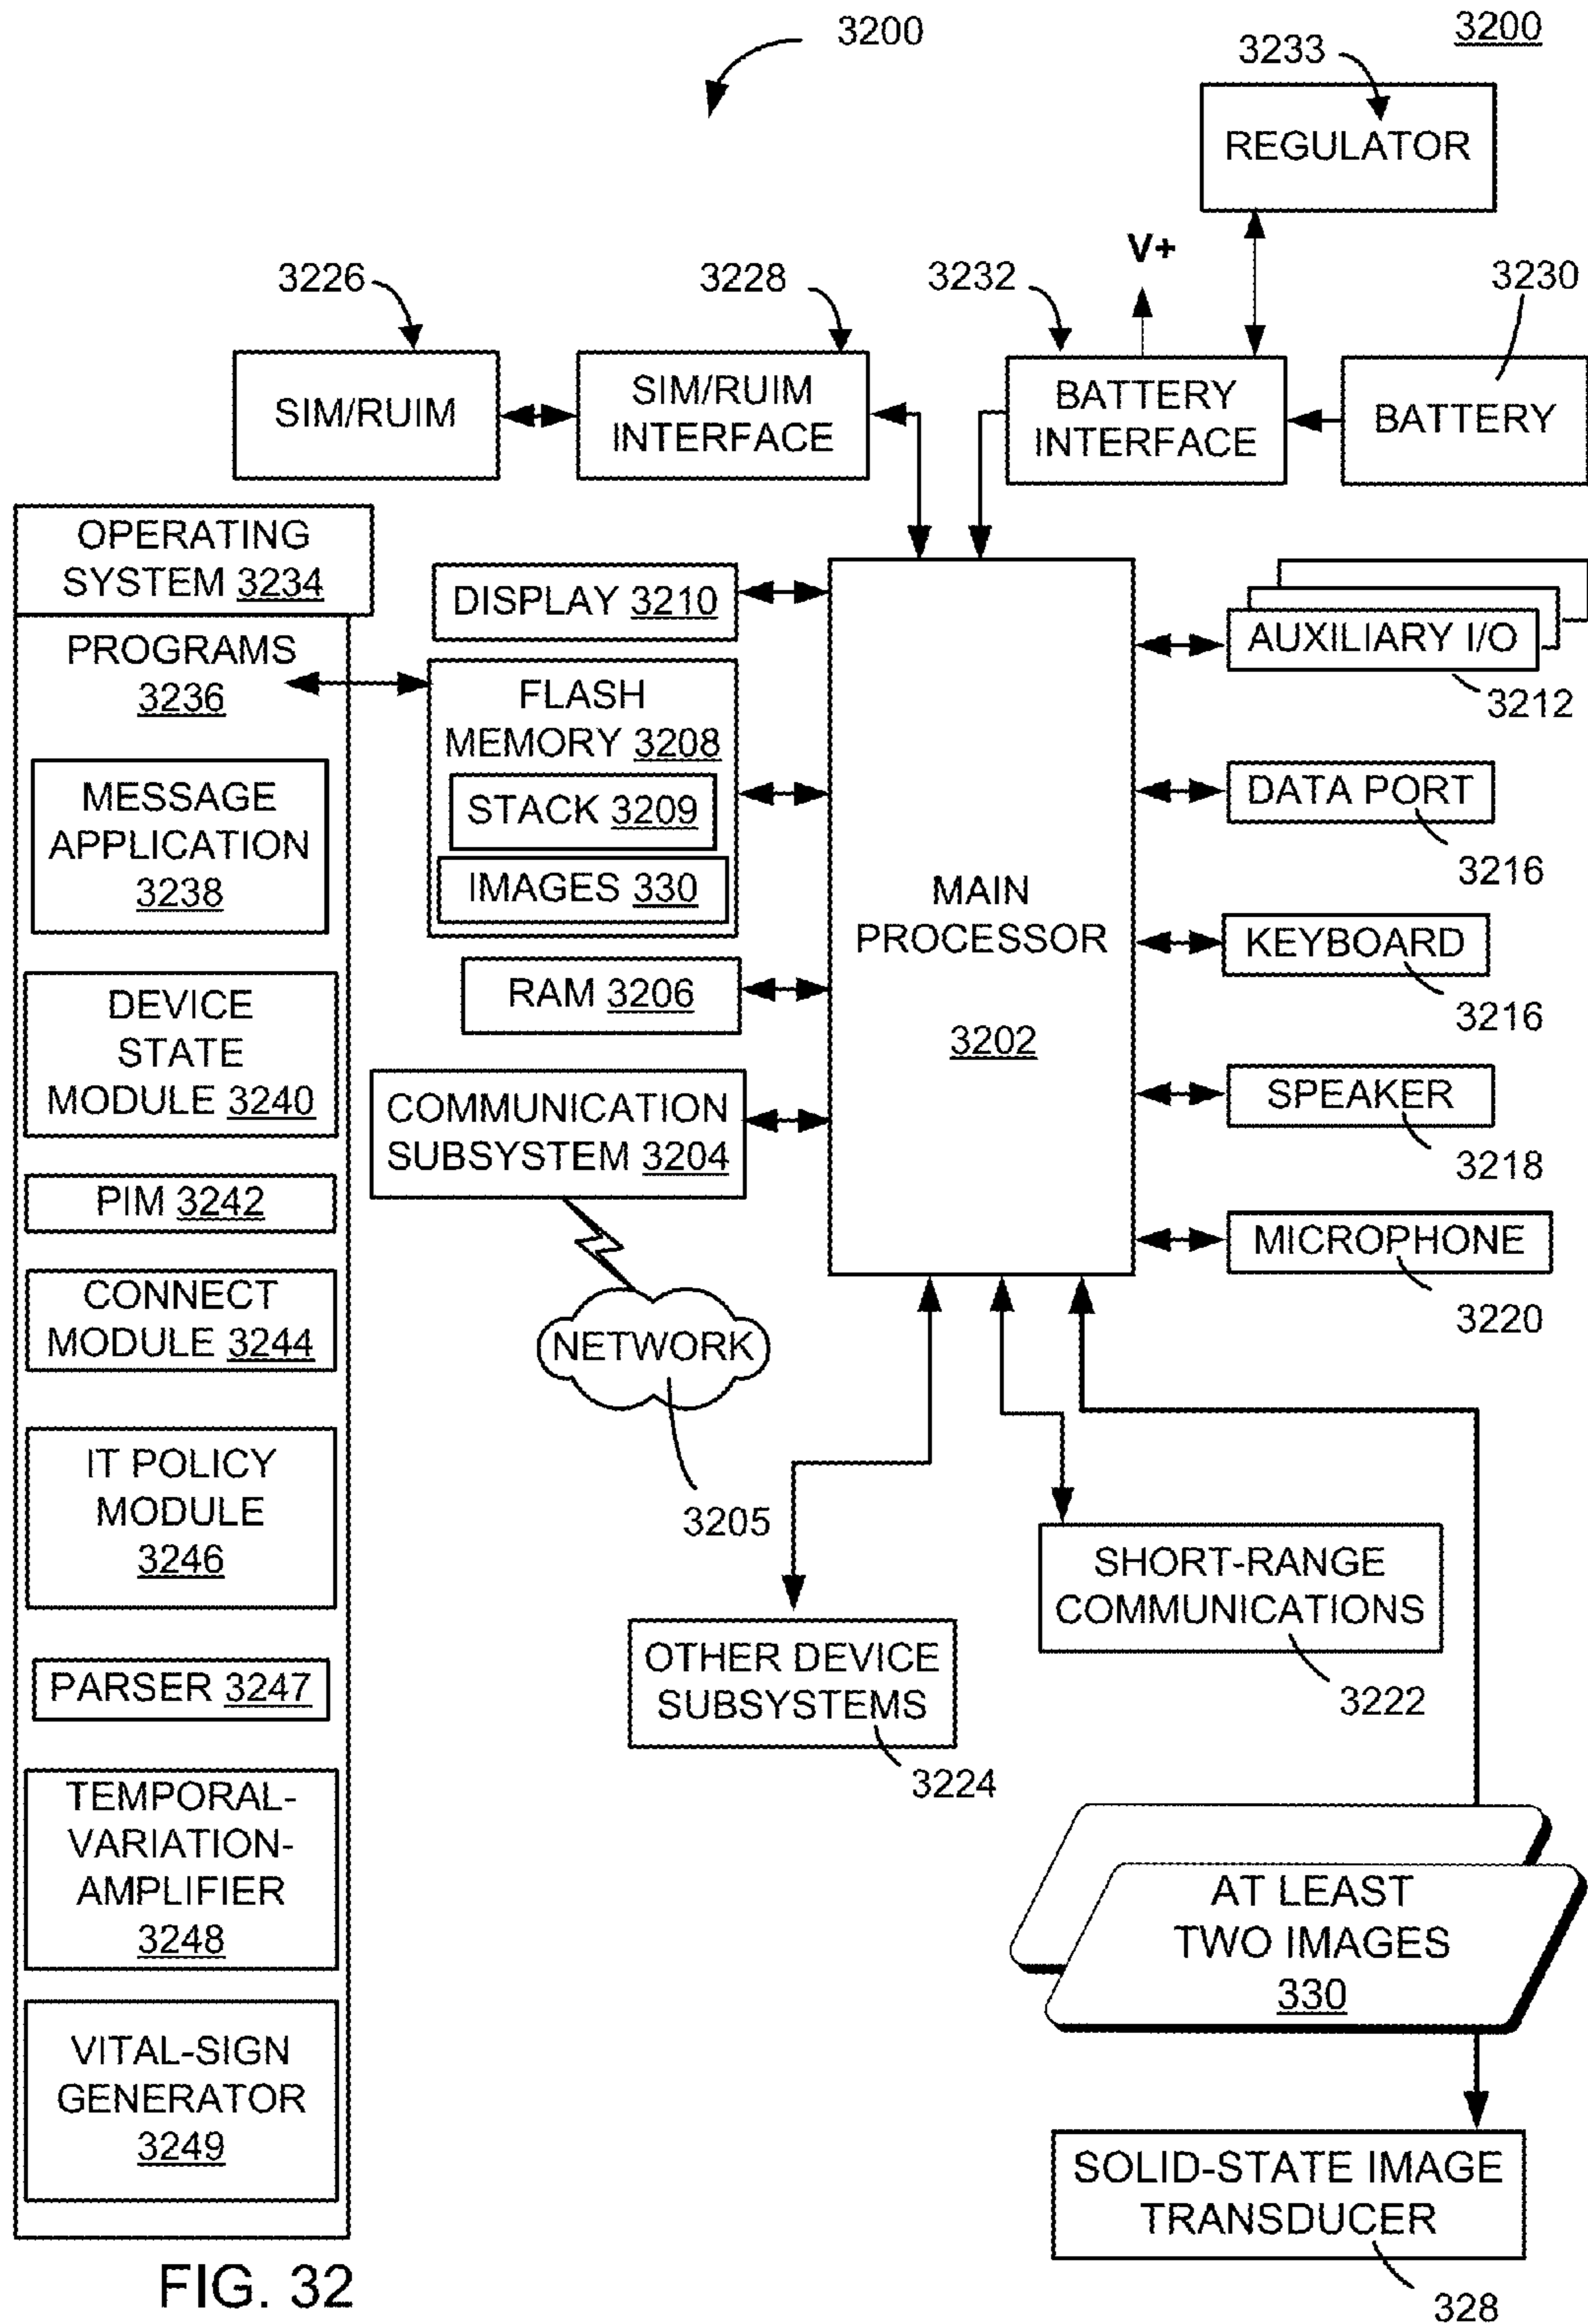 3200
3200
3233
REGULATOR
V+
3226
3228
3232
3230
SIM/RUIM
SIM/RUIM
INTERFACE
BATTERY
INTERFACE
BATTERY
OPERATING
SYSTEM 3234
PROGRAMS
3236
MESSAGE
APPLICATION
3238
DEVICE
STATE
MODULE 3240
PIM 3242
CONNECT
MODULE 3244
IT POLICY
MODULE
3246
PARSER 3247
TEMPORAL-
VARIATION-
AMPLIFIER
3248
VITAL-SIGN
GENERATOR
3249
DISPLAY 3210
FLASH
MEMORY 3208
STACK 3209
IMAGES 330
RAM 3206
COMMUNICATION
SUBSYSTEM 3204
NETWORK
3205
MAIN
PROCESSOR
3202
AUXILIARY I/O
3212
DATA PORT
3216
KEYBOARD
3216
SPEAKER
3218
MICROPHONE
3220
SHORT-RANGE
COMMUNICATIONS
3222
OTHER DEVICE
SUBSYSTEMS
3224
AT LEAST
TWO IMAGES
330
SOLID-STATE IMAGE
TRANSDUCER
328
FIG. 32